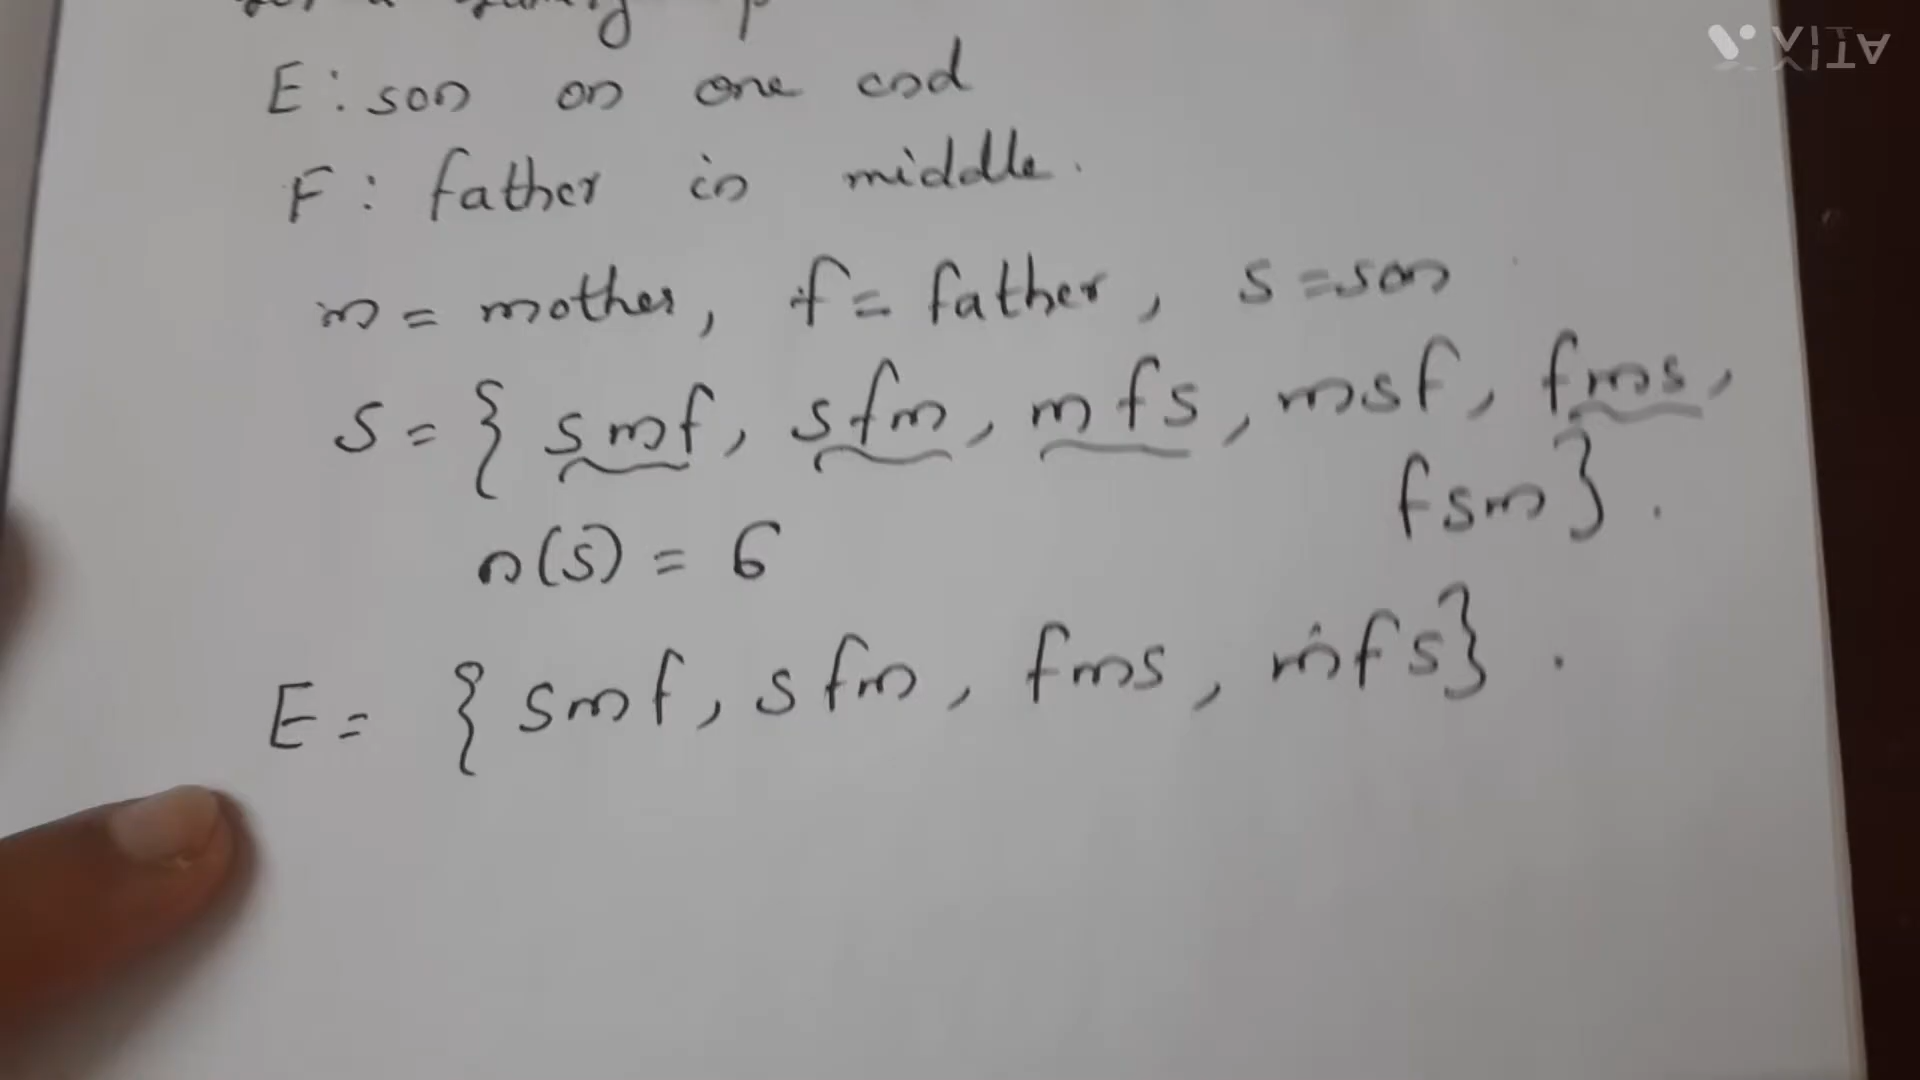 VITA
E: son on one end
F: father in middle.
m = mother, f = father, s = son
S = { smf, sfm, mfs, msf, fms,
fsm}.
n(S) = 6
E = { smf, sfm, fms, mfs}.